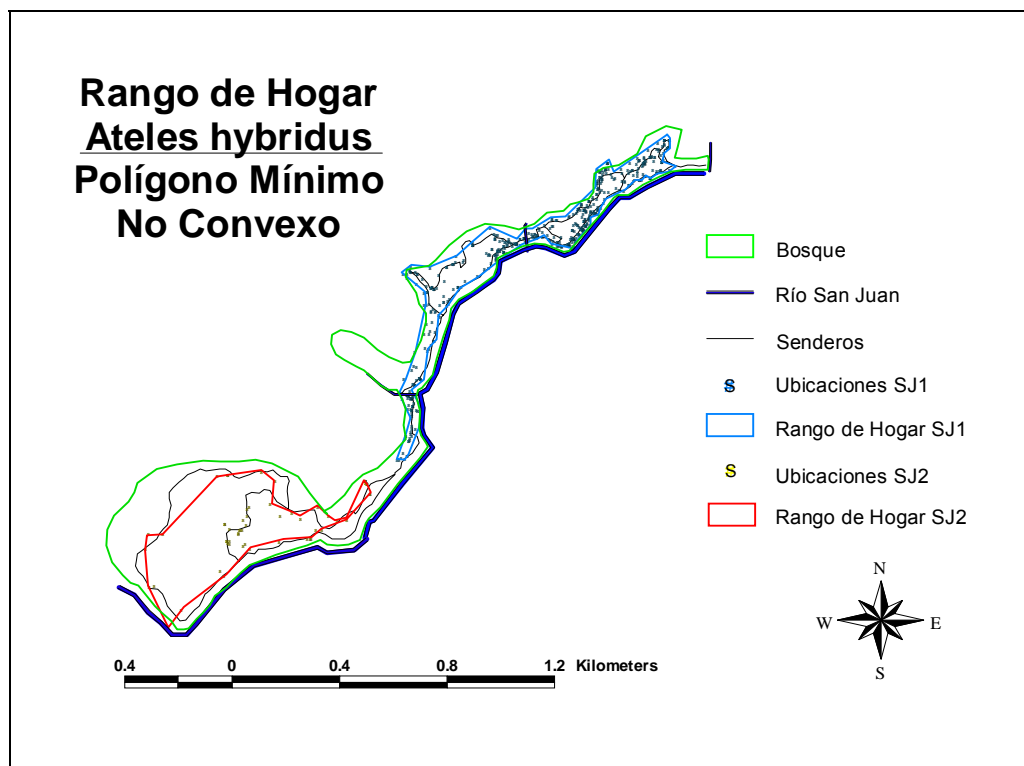 Rango de Hogar
Ateles hybridus
Polígono Mínimo
No Convexo
Bosque
Río San Juan
Senderos
S Ubicaciones SJ1
Rango de Hogar SJ1
S Ubicaciones SJ2
Rango de Hogar SJ2
N
W E
S
0.4 0 0.4 0.8 1.2 Kilometers